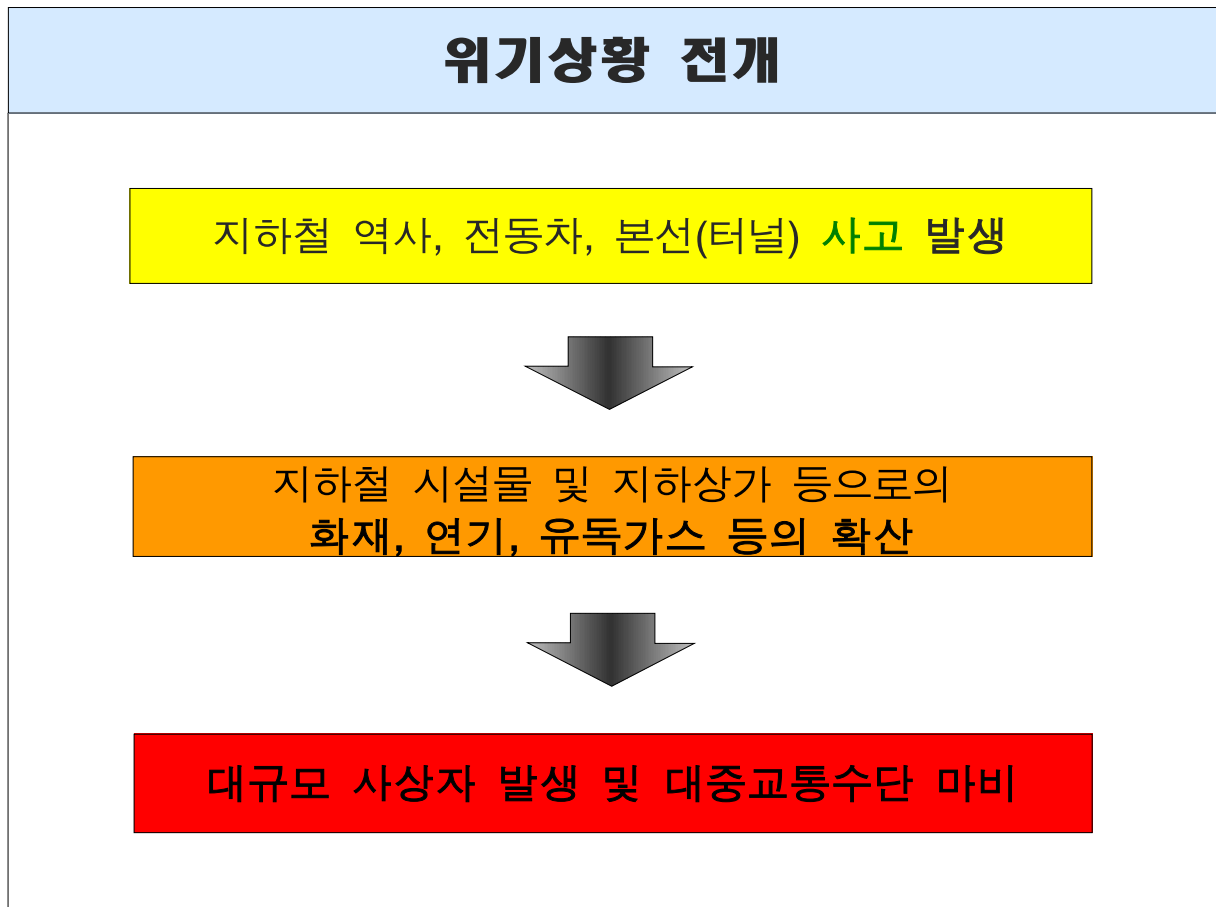 위기상황 전개
지하철 역사, 전동차, 본선(터널) 사고 발생
지하철 시설물 및 지하상가 등으로의
화재, 연기, 유독가스 등의 확산
대규모 사상자 발생 및 대중교통수단 마비